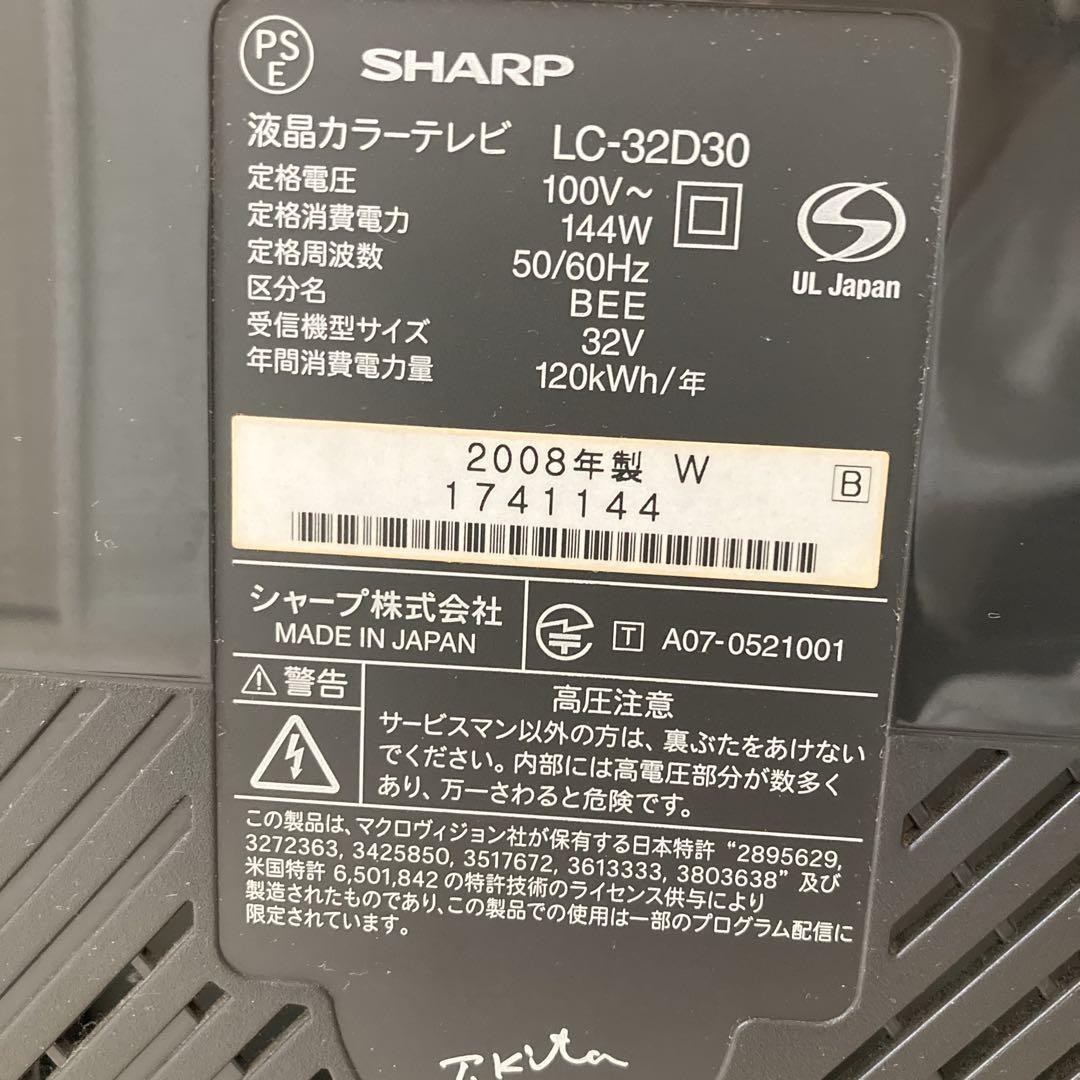 PSE
SHARP
液晶カラーテレビ LC-32D30
定格電圧 100V～
定格消費電力 144W
定格周波数 50/60Hz
区分名 BEE
受信機型サイズ 32V
年間消費電力量 120kWh/年
UL Japan
2008年製 W
B
1741144
シャープ株式会社
MADE IN JAPAN
T A07-0521001
警告
高圧注意
サービスマン以外の方は、裏ぶたをあけない
でください。内部には高電圧部分が数多く
あり、万一さわると危険です。
この製品は、マクロヴィジョン社が保有する日本特許 “2895629,
3272363, 3425850, 3517672, 3613333, 3803638” 及び
米国特許 6,501,842 の特許技術のライセンス供与により
製造されたものであり、この製品での使用は一部のプログラム配信に
限定されています。
T.Kita